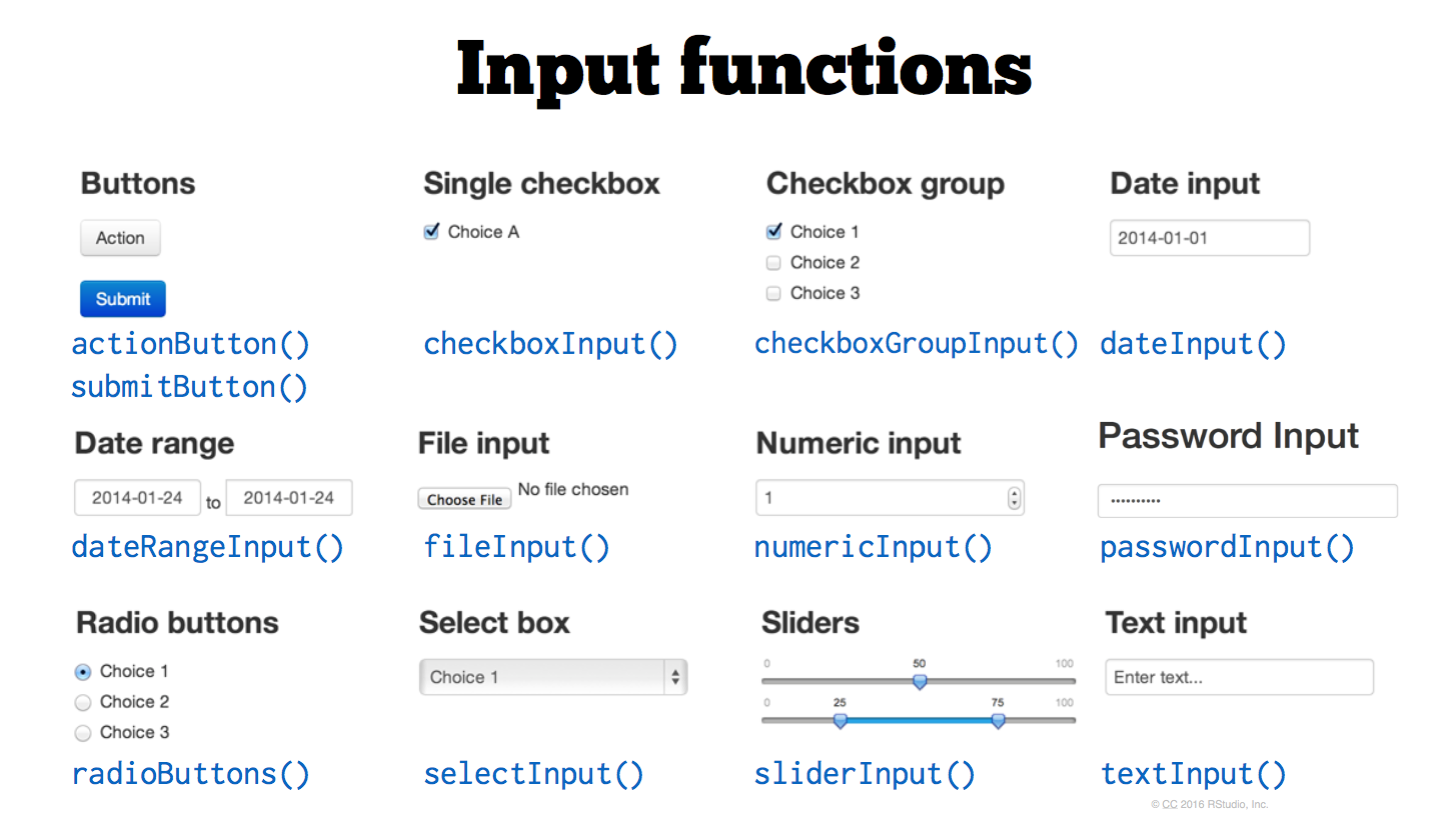 Input functions
Buttons
Action
Submit
actionButton()
submitButton()
Single checkbox
Choice A
checkboxInput()
Checkbox group
Choice 1
Choice 2
Choice 3
checkboxGroupInput()
Date input
2014-01-01
dateInput()
Date range
2014-01-24 to 2014-01-24
dateRangeInput()
File input
Choose File No file chosen
fileInput()
Numeric input
1
numericInput()
Password Input
••••••••••
passwordInput()
Radio buttons
Choice 1
Choice 2
Choice 3
radioButtons()
Select box
Choice 1
selectInput()
Sliders
0 50 100
0 25 75 100
sliderInput()
Text input
Enter text...
textInput()
© CC 2016 RStudio, Inc.